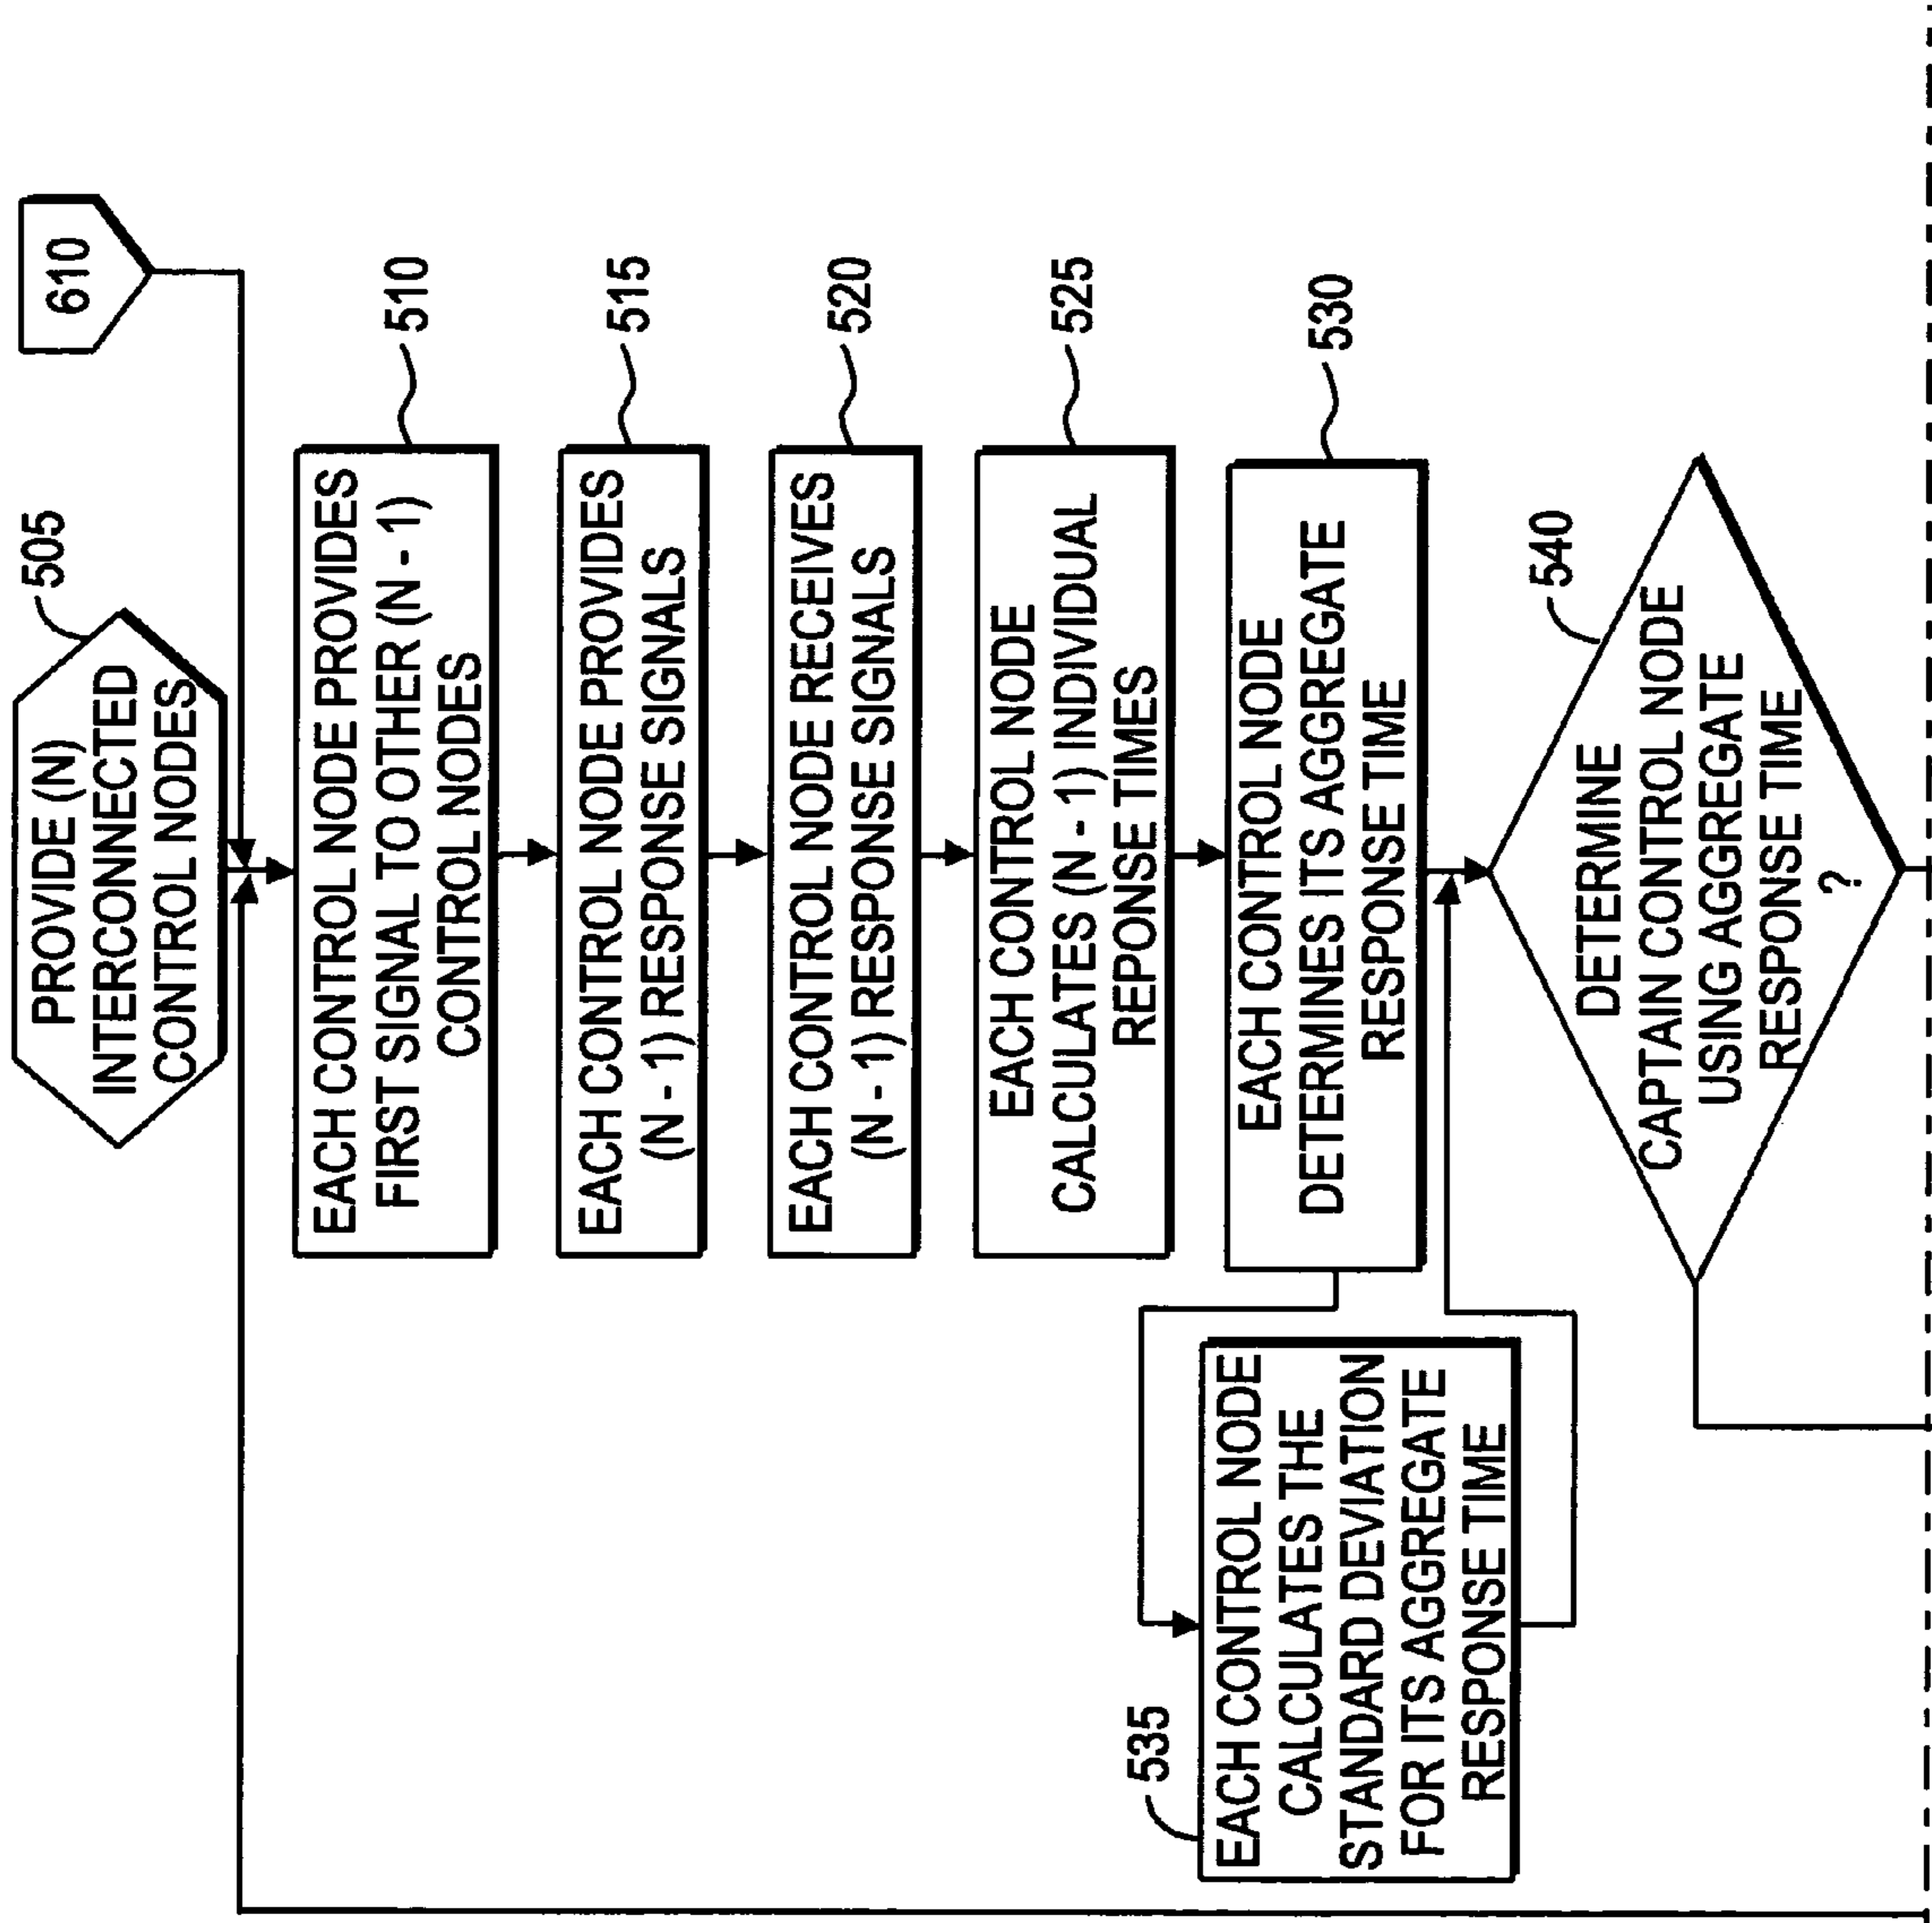 505
610
PROVIDE (N)
INTERCONNECTED
CONTROL NODES
EACH CONTROL NODE PROVIDES
FIRST SIGNAL TO OTHER (N - 1)
CONTROL NODES
510
EACH CONTROL NODE PROVIDES
(N - 1) RESPONSE SIGNALS
515
EACH CONTROL NODE RECEIVES
(N - 1) RESPONSE SIGNALS
520
EACH CONTROL NODE
CALCULATES (N - 1) INDIVIDUAL
REPONSE TIMES
525
EACH CONTROL NODE
DETERMINES ITS AGGREGATE
RESPONSE TIME
530
535
EACH CONTROL NODE
CALCULATES THE
STANDARD DEVIATION
FOR ITS AGGREGATE
RESPONSE TIME
540
DETERMINE
CAPTAIN CONTROL NODE
USING AGGREGATE
RESPONSE TIME
?